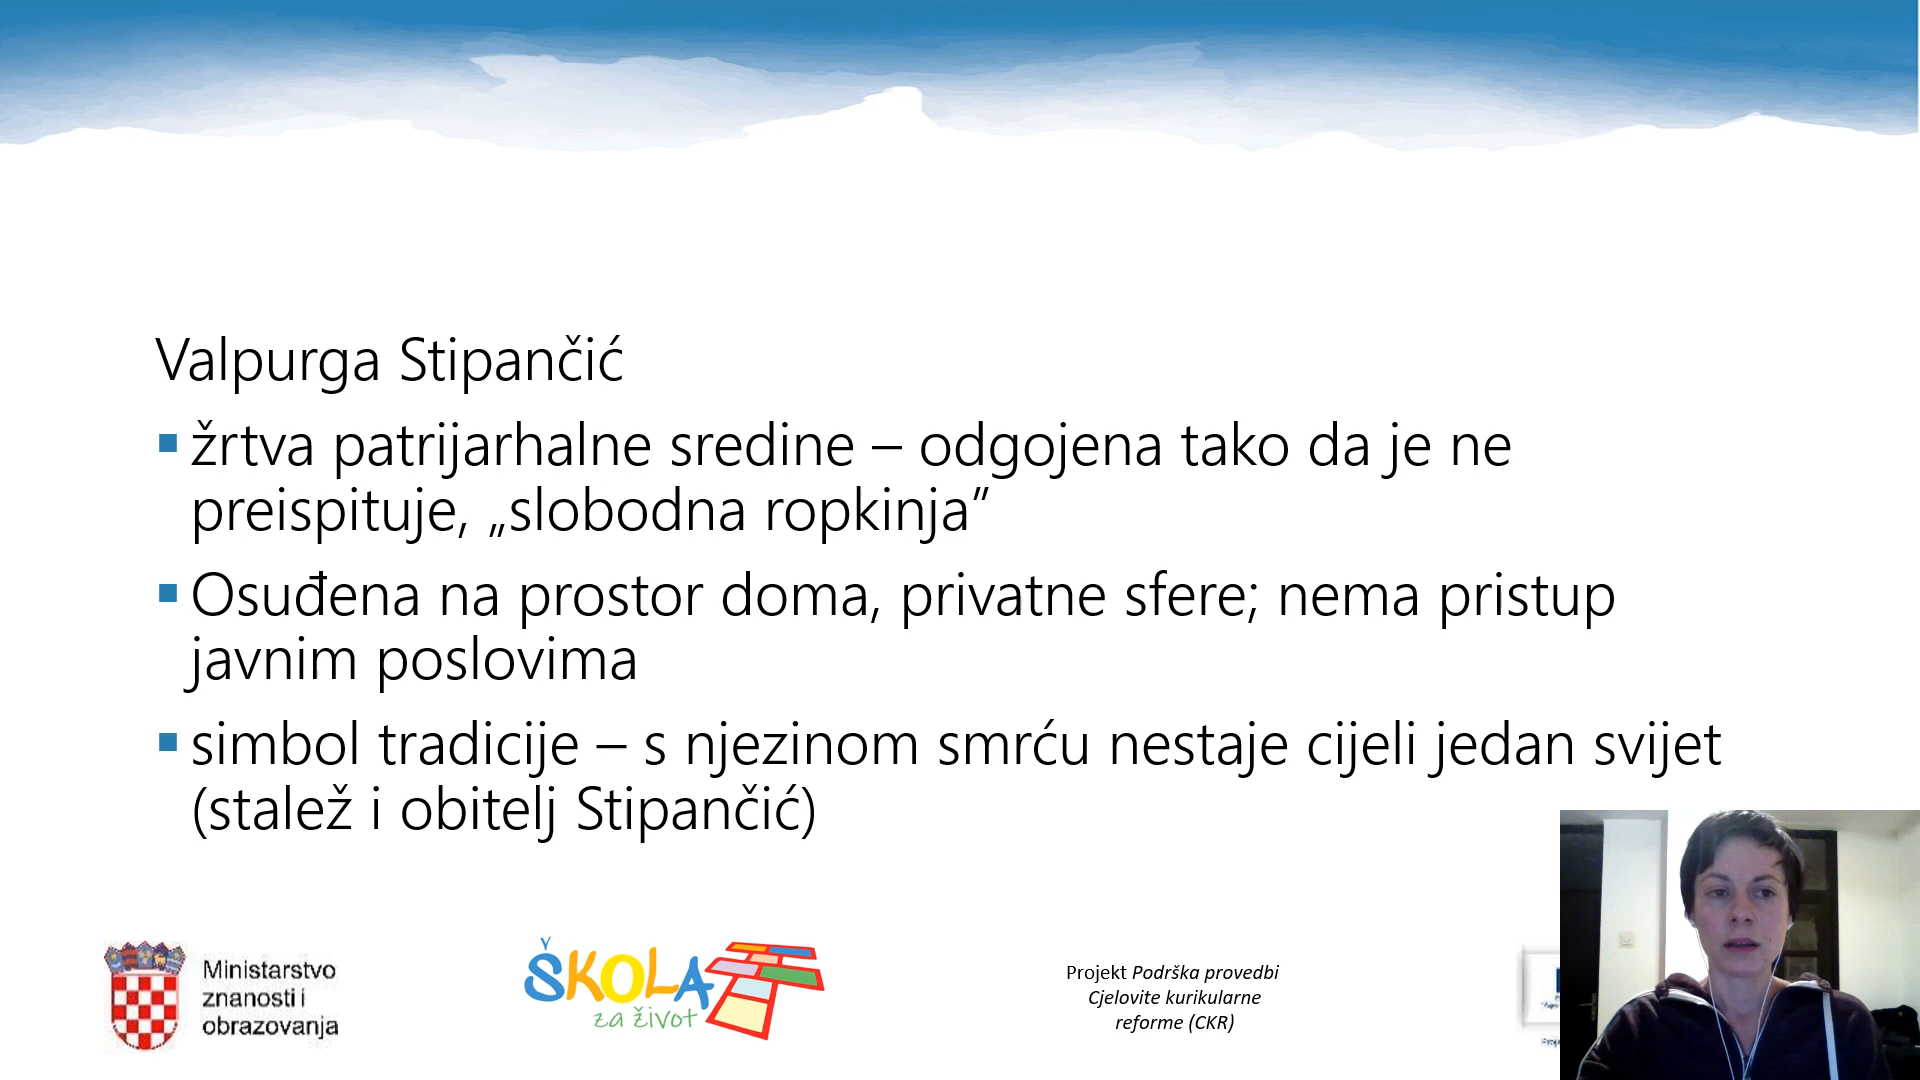 Valpurga Stipančić
▪ žrtva patrijarhalne sredine – odgojena tako da je ne
preispituje, „slobodna ropkinja”
▪ Osuđena na prostor doma, privatne sfere; nema pristup
javnim poslovima
▪ simbol tradicije – s njezinom smrću nestaje cijeli jedan svijet
(stalež i obitelj Stipančić)
Ministarstvo
znanosti i
obrazovanja
ŠKOLA
za život
Projekt Podrška provedbi
Cjelovite kurikularne
reforme (CKR)